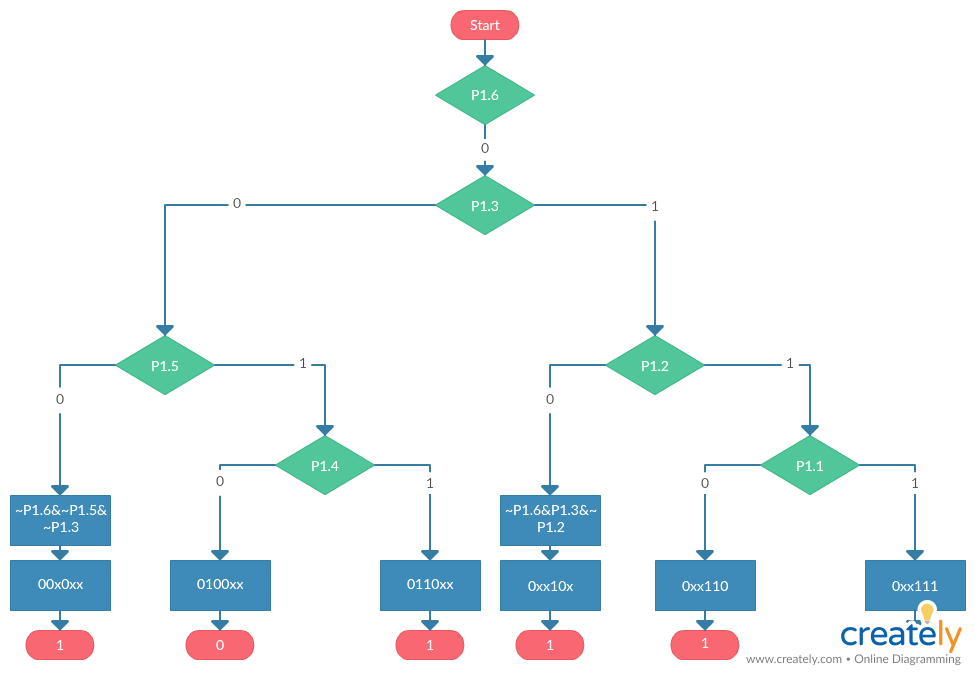 Start
P1.6
0
P1.3
0
1
P1.5
P1.2
1
1
0
0
P1.4
P1.1
0
1
0
1
~P1.6&~P1.5&
~P1.3
~P1.6&P1.3&~
P1.2
00x0xx
0100xx
0110xx
0xx10x
0xx110
0xx111
1
0
1
1
1
creately
www.creately.com • Online Diagramming